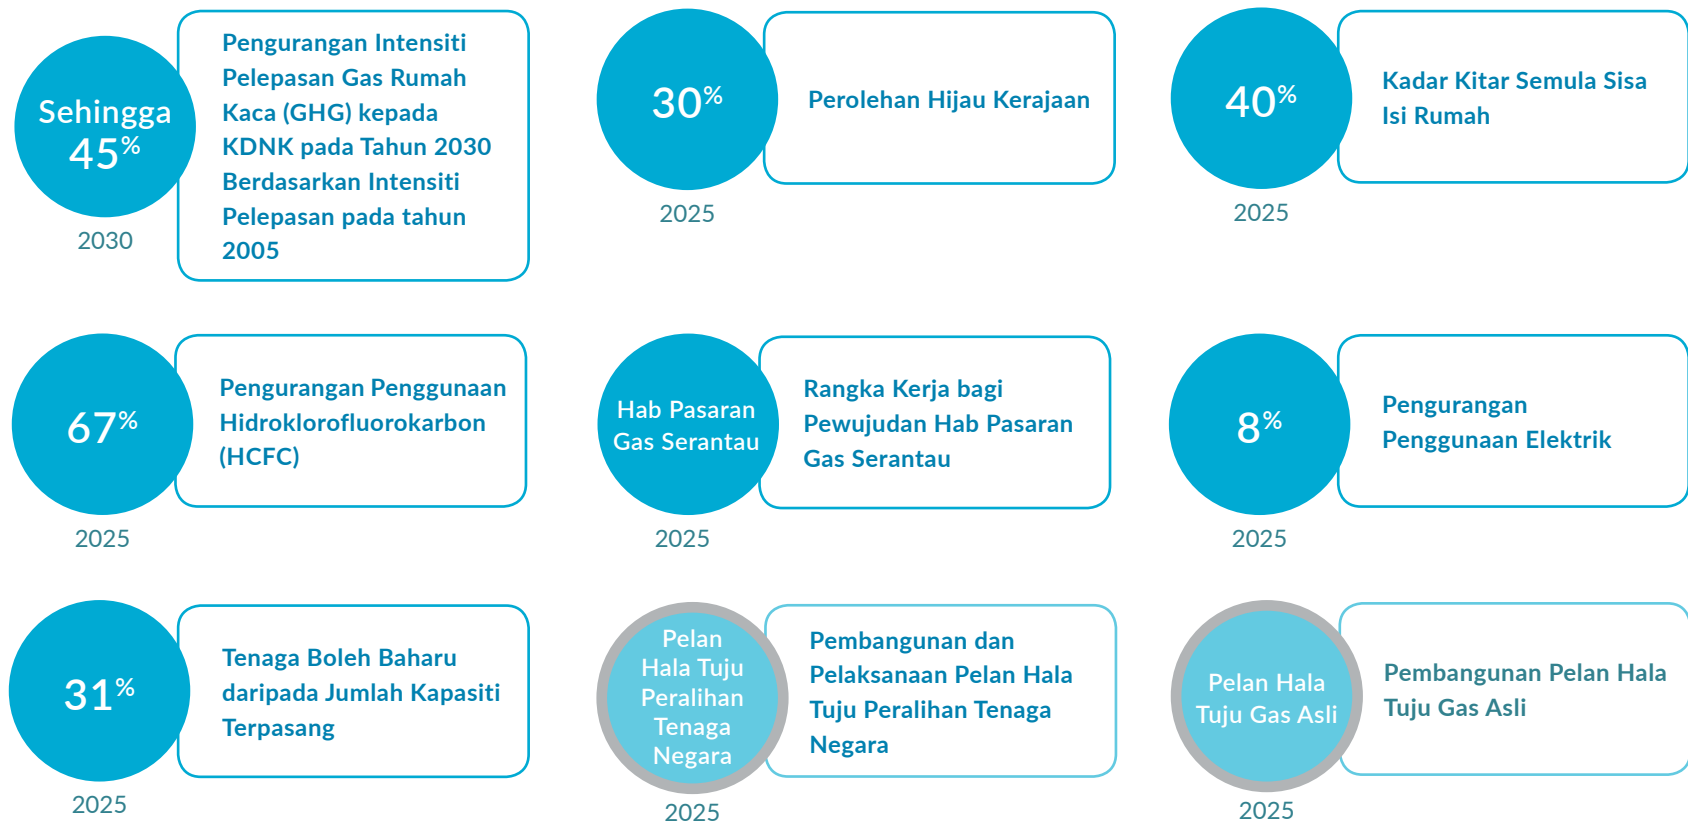 Sehingga
45%
2030
Pengurangan Intensiti
Pelepasan Gas Rumah
Kaca (GHG) kepada
KDNK pada Tahun 2030
Berdasarkan Intensiti
Pelepasan pada tahun
2005
30%
2025
Perolehan Hijau Kerajaan
40%
2025
Kadar Kitar Semula Sisa
Isi Rumah
67%
2025
Pengurangan Penggunaan
Hidroklorofluorokarbon
(HCFC)
Hab Pasaran
Gas Serantau
2025
Rangka Kerja bagi
Pewujudan Hab Pasaran
Gas Serantau
8%
2025
Pengurangan
Penggunaan Elektrik
31%
2025
Tenaga Boleh Baharu
daripada Jumlah Kapasiti
Terpasang
Pelan
Hala Tuju
Peralihan
Tenaga
Negara
2025
Pembangunan dan
Pelaksanaan Pelan Hala
Tuju Peralihan Tenaga
Negara
Pelan Hala
Tuju Gas Asli
2025
Pembangunan Pelan Hala
Tuju Gas Asli